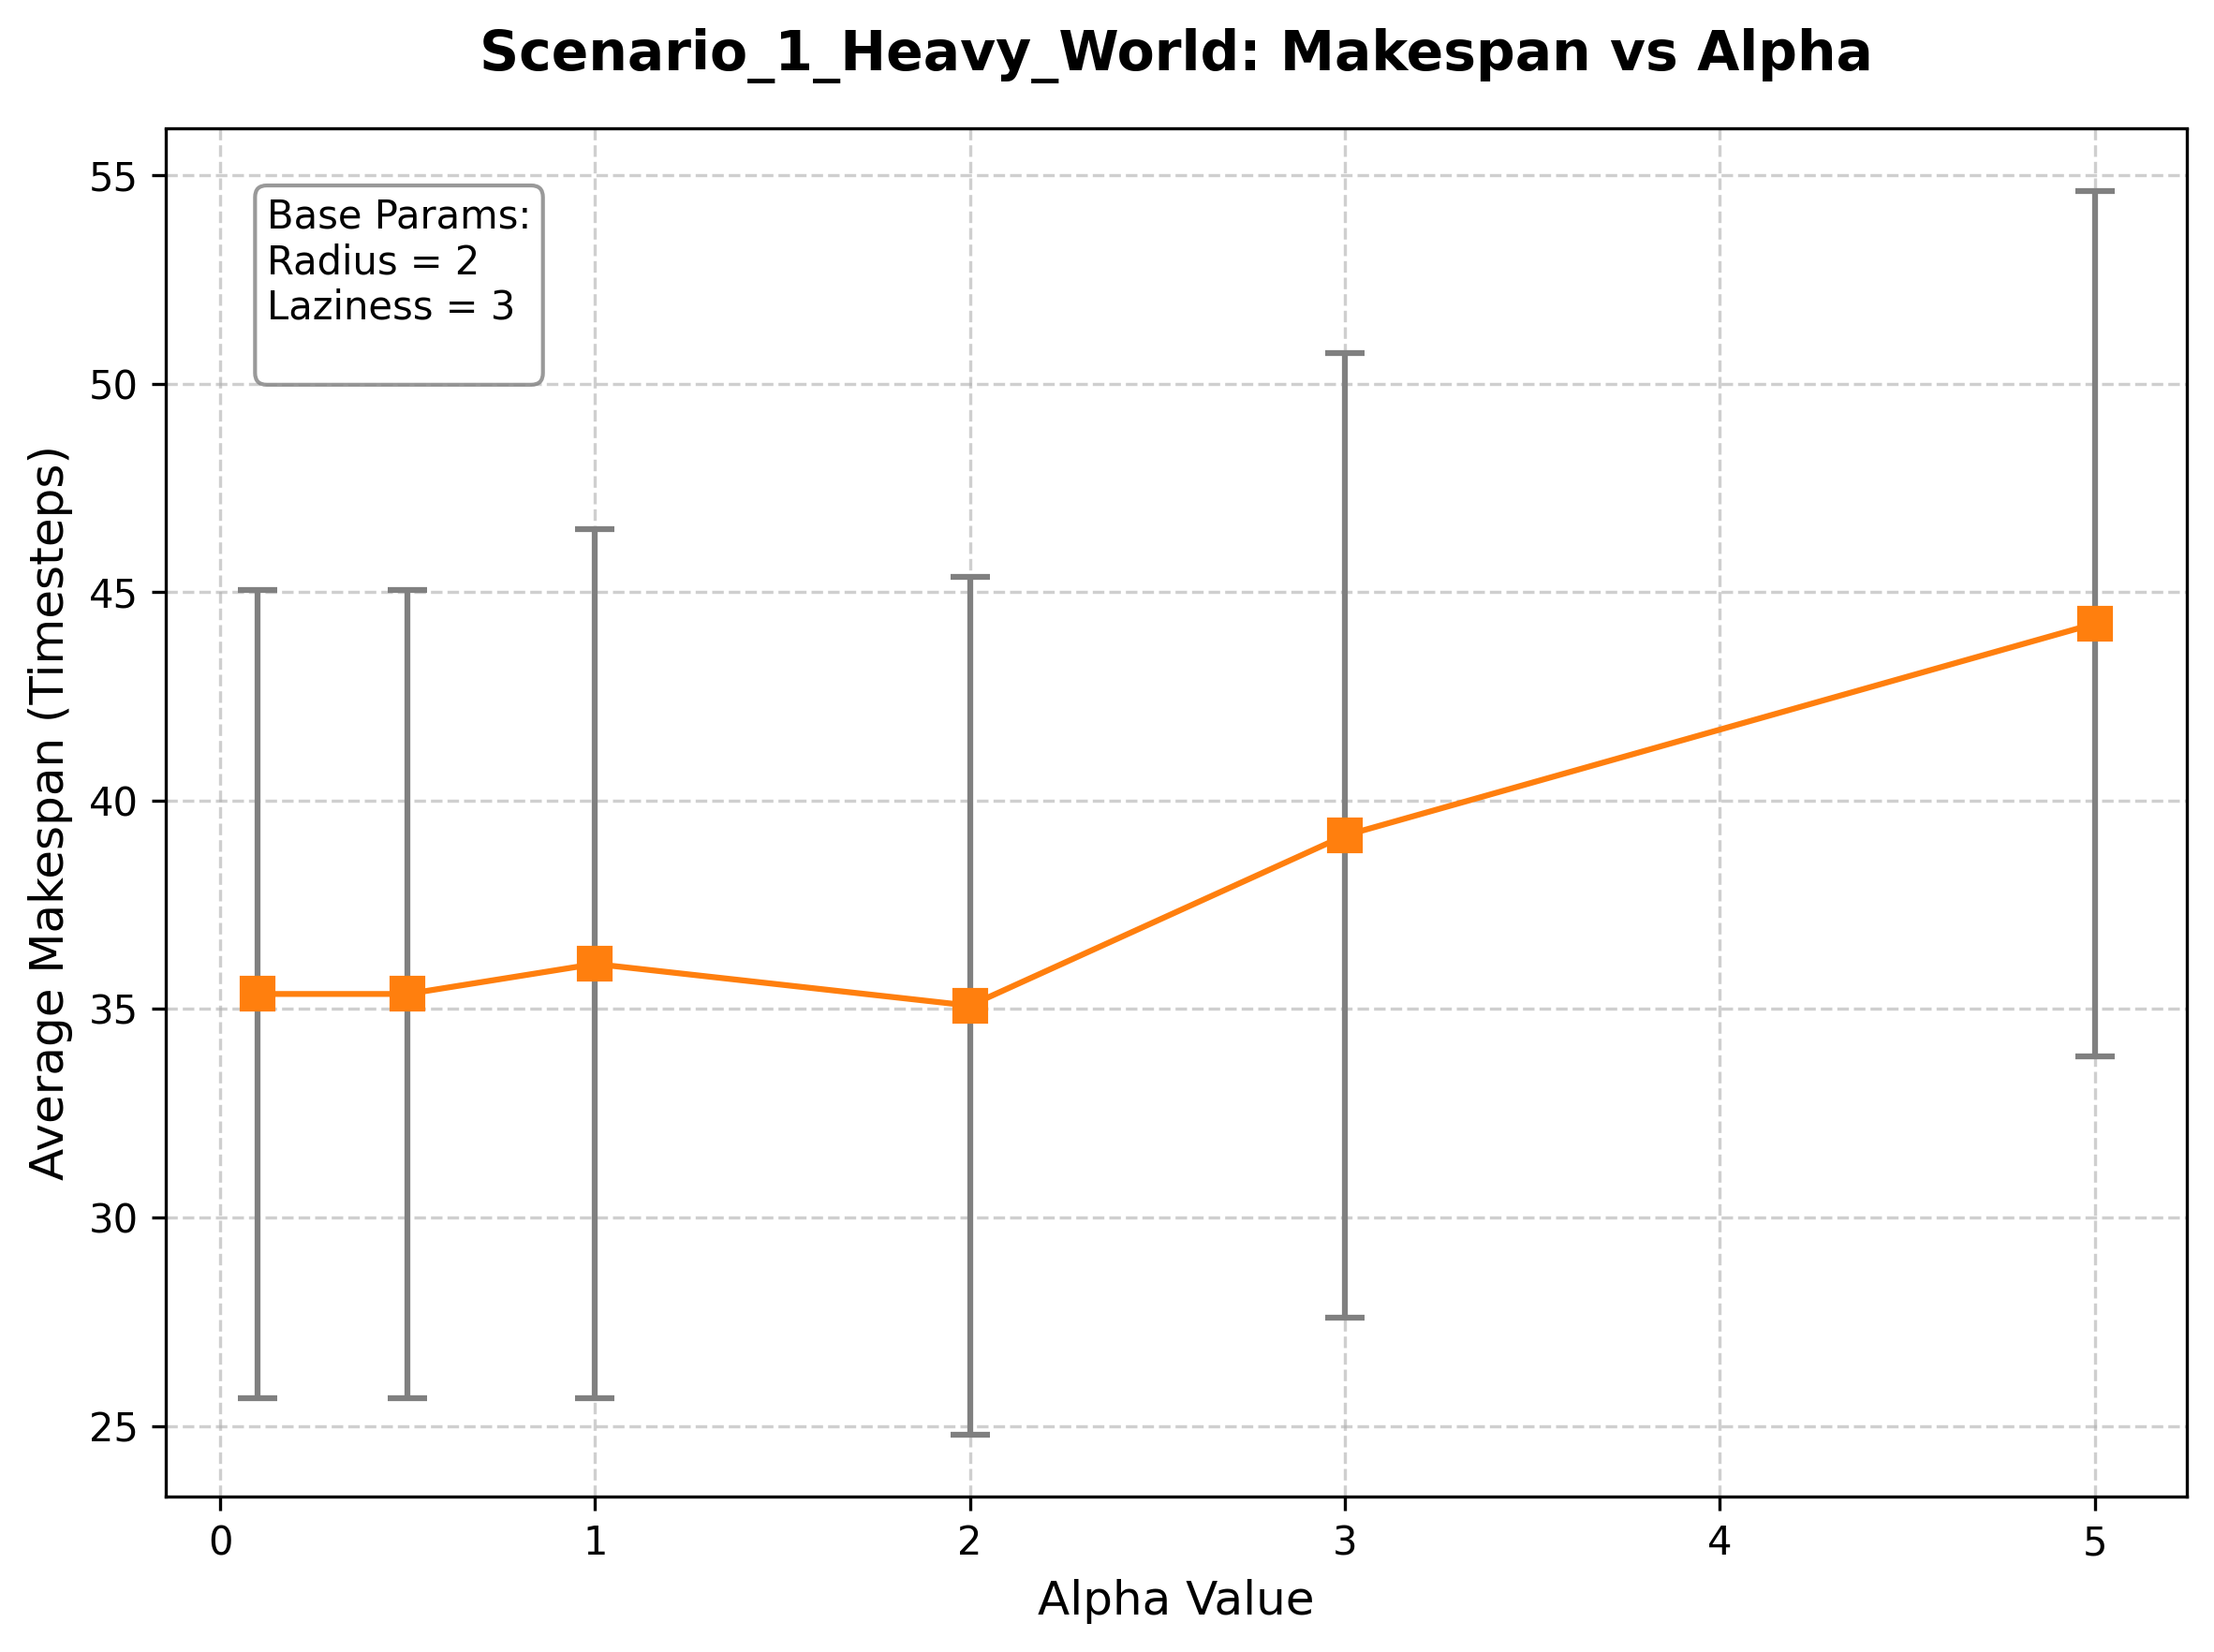 Scenario_1_Heavy_World: Makespan vs Alpha
55
50
45
40
35
30
25
Average Makespan (Timesteps)
Base Params:
Radius = 2
Laziness = 3
0 1 2 3 4 5
Alpha Value